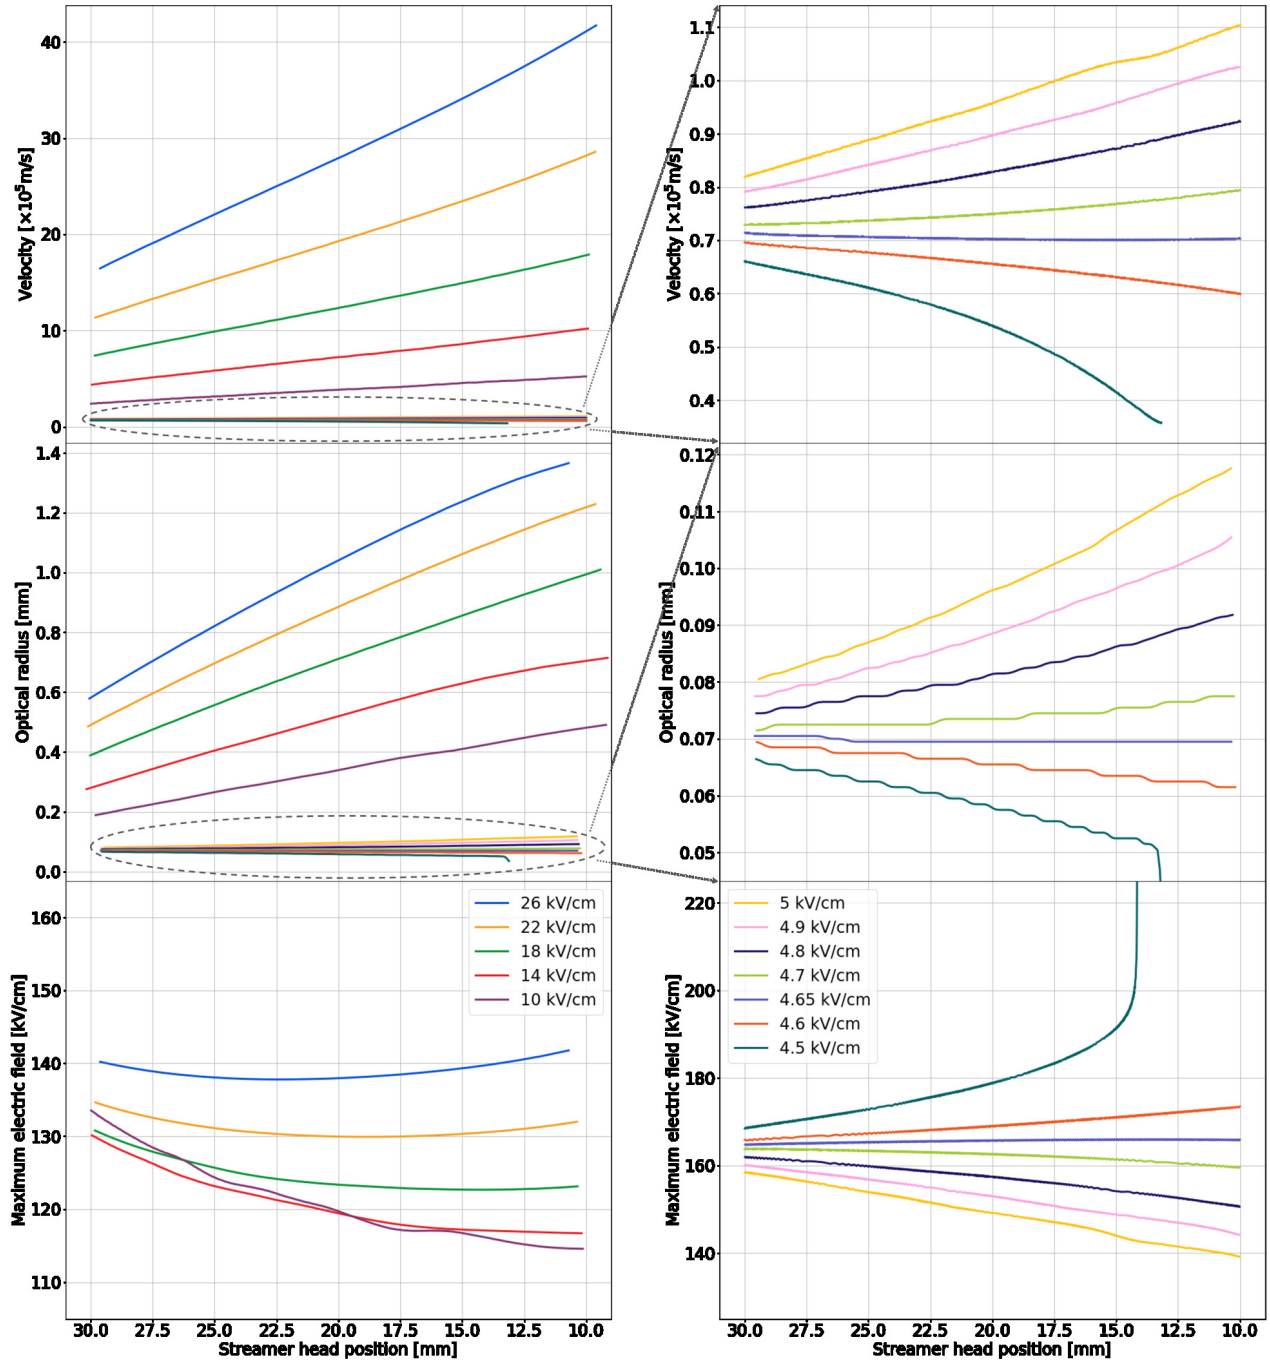 40
30
20
10
0
Velocity [×10⁵m/s]
1.1
1.0
0.9
0.8
0.7
0.6
0.5
0.4
Velocity [×10⁵m/s]
1.4
1.2
1.0
0.8
0.6
0.4
0.2
0.0
Optical radius [mm]
0.12
0.11
0.10
0.09
0.08
0.07
0.06
0.05
Optical radius [mm]
160
150
140
130
120
110
Maximum electric field [kV/cm]
26 kV/cm
22 kV/cm
18 kV/cm
14 kV/cm
10 kV/cm
30.0 27.5 25.0 22.5 20.0 17.5 15.0 12.5 10.0
Streamer head position [mm]
220
200
180
160
140
Maximum electric field [kV/cm]
5 kV/cm
4.9 kV/cm
4.8 kV/cm
4.7 kV/cm
4.65 kV/cm
4.6 kV/cm
4.5 kV/cm
30.0 27.5 25.0 22.5 20.0 17.5 15.0 12.5 10.0
Streamer head position [mm]